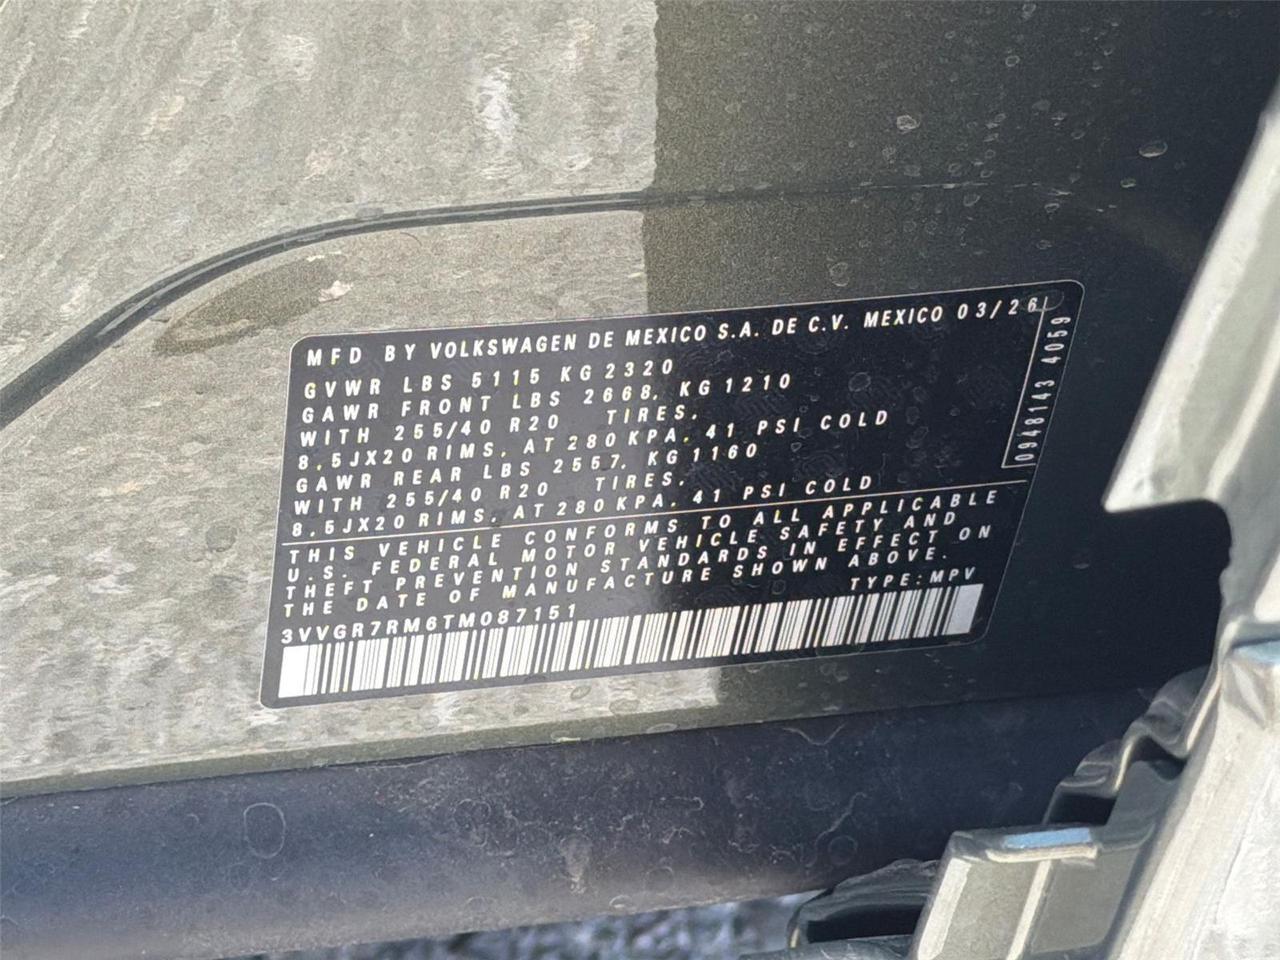 MFD BY VOLKSWAGEN DE MEXICO S.A. DE C.V. MEXICO 03/26
GVWR LBS 5115 KG 2320
GAWR FRONT LBS 2668, KG 1210
WITH 255/40 R20 TIRES,
8,5JX20 RIMS, AT 280 KPA, 41 PSI COLD
GAWR REAR LBS 2557, KG 1160
WITH 255/40 R20 TIRES,
8,5JX20 RIMS, AT 280 KPA, 41 PSI COLD
THIS VEHICLE CONFORMS TO ALL APPLICABLE
U.S. FEDERAL MOTOR VEHICLE SAFETY AND
THEFT PREVENTION STANDARDS IN EFFECT ON
THE DATE OF MANUFACTURE SHOWN ABOVE.
3VVGR7RM6TM087151 TYPE: MPV
0948143 4059